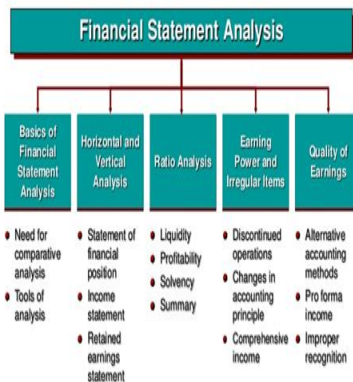 Financial Statement Analysis
Basics of
Financial
Statement
Analysis
Horizontal and
Vertical
Analysis
Ratio Analysis
Earning
Power and
Irregular Items
Quality of
Earnings
Need for
comparative
analysis
Tools of
analysis
Statement of
financial
position
Income
statement
Retained
earnings
statement
Liquidity
Profitability
Solvency
Summary
Discontinued
operations
Changes in
accounting
principle
Comprehensive
income
Alternative
accounting
methods
Pro forma
income
Improper
recognition